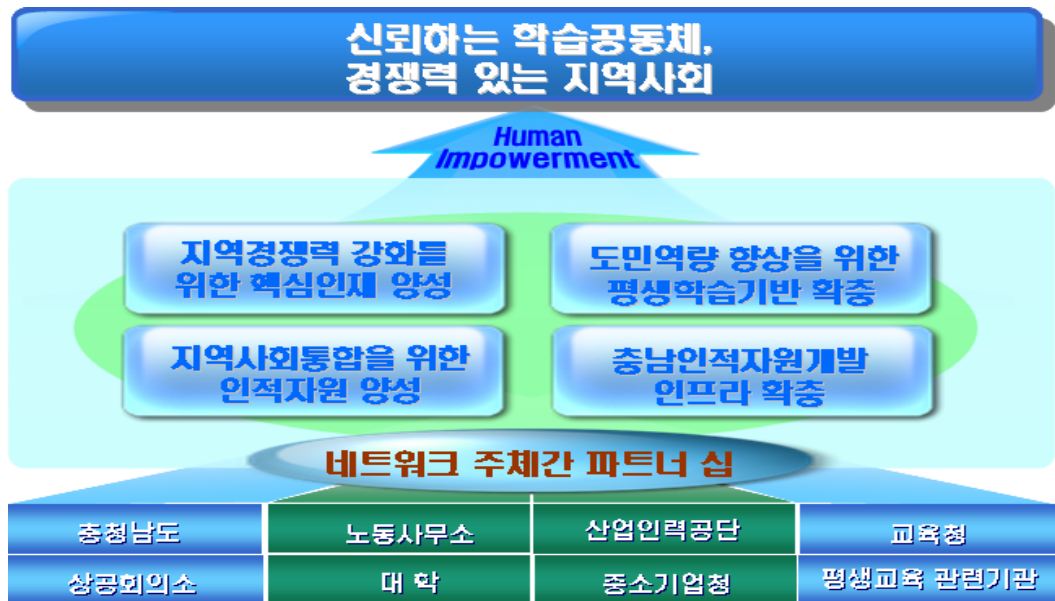 신뢰하는 학습공동체,
경쟁력 있는 지역사회
Human
Impowerment
지역경쟁력 강화를
위한 핵심인재 양성
도민역량 향상을 위한
평생학습기반 확충
지역사회통합을 위한
인적자원 양성
충남인적자원개발
인프라 확충
네트워크 주체간 파트너 십
충청남도
노동사무소
산업인력공단
교육청
상공회의소
대 학
중소기업청
평생교육 관련기관